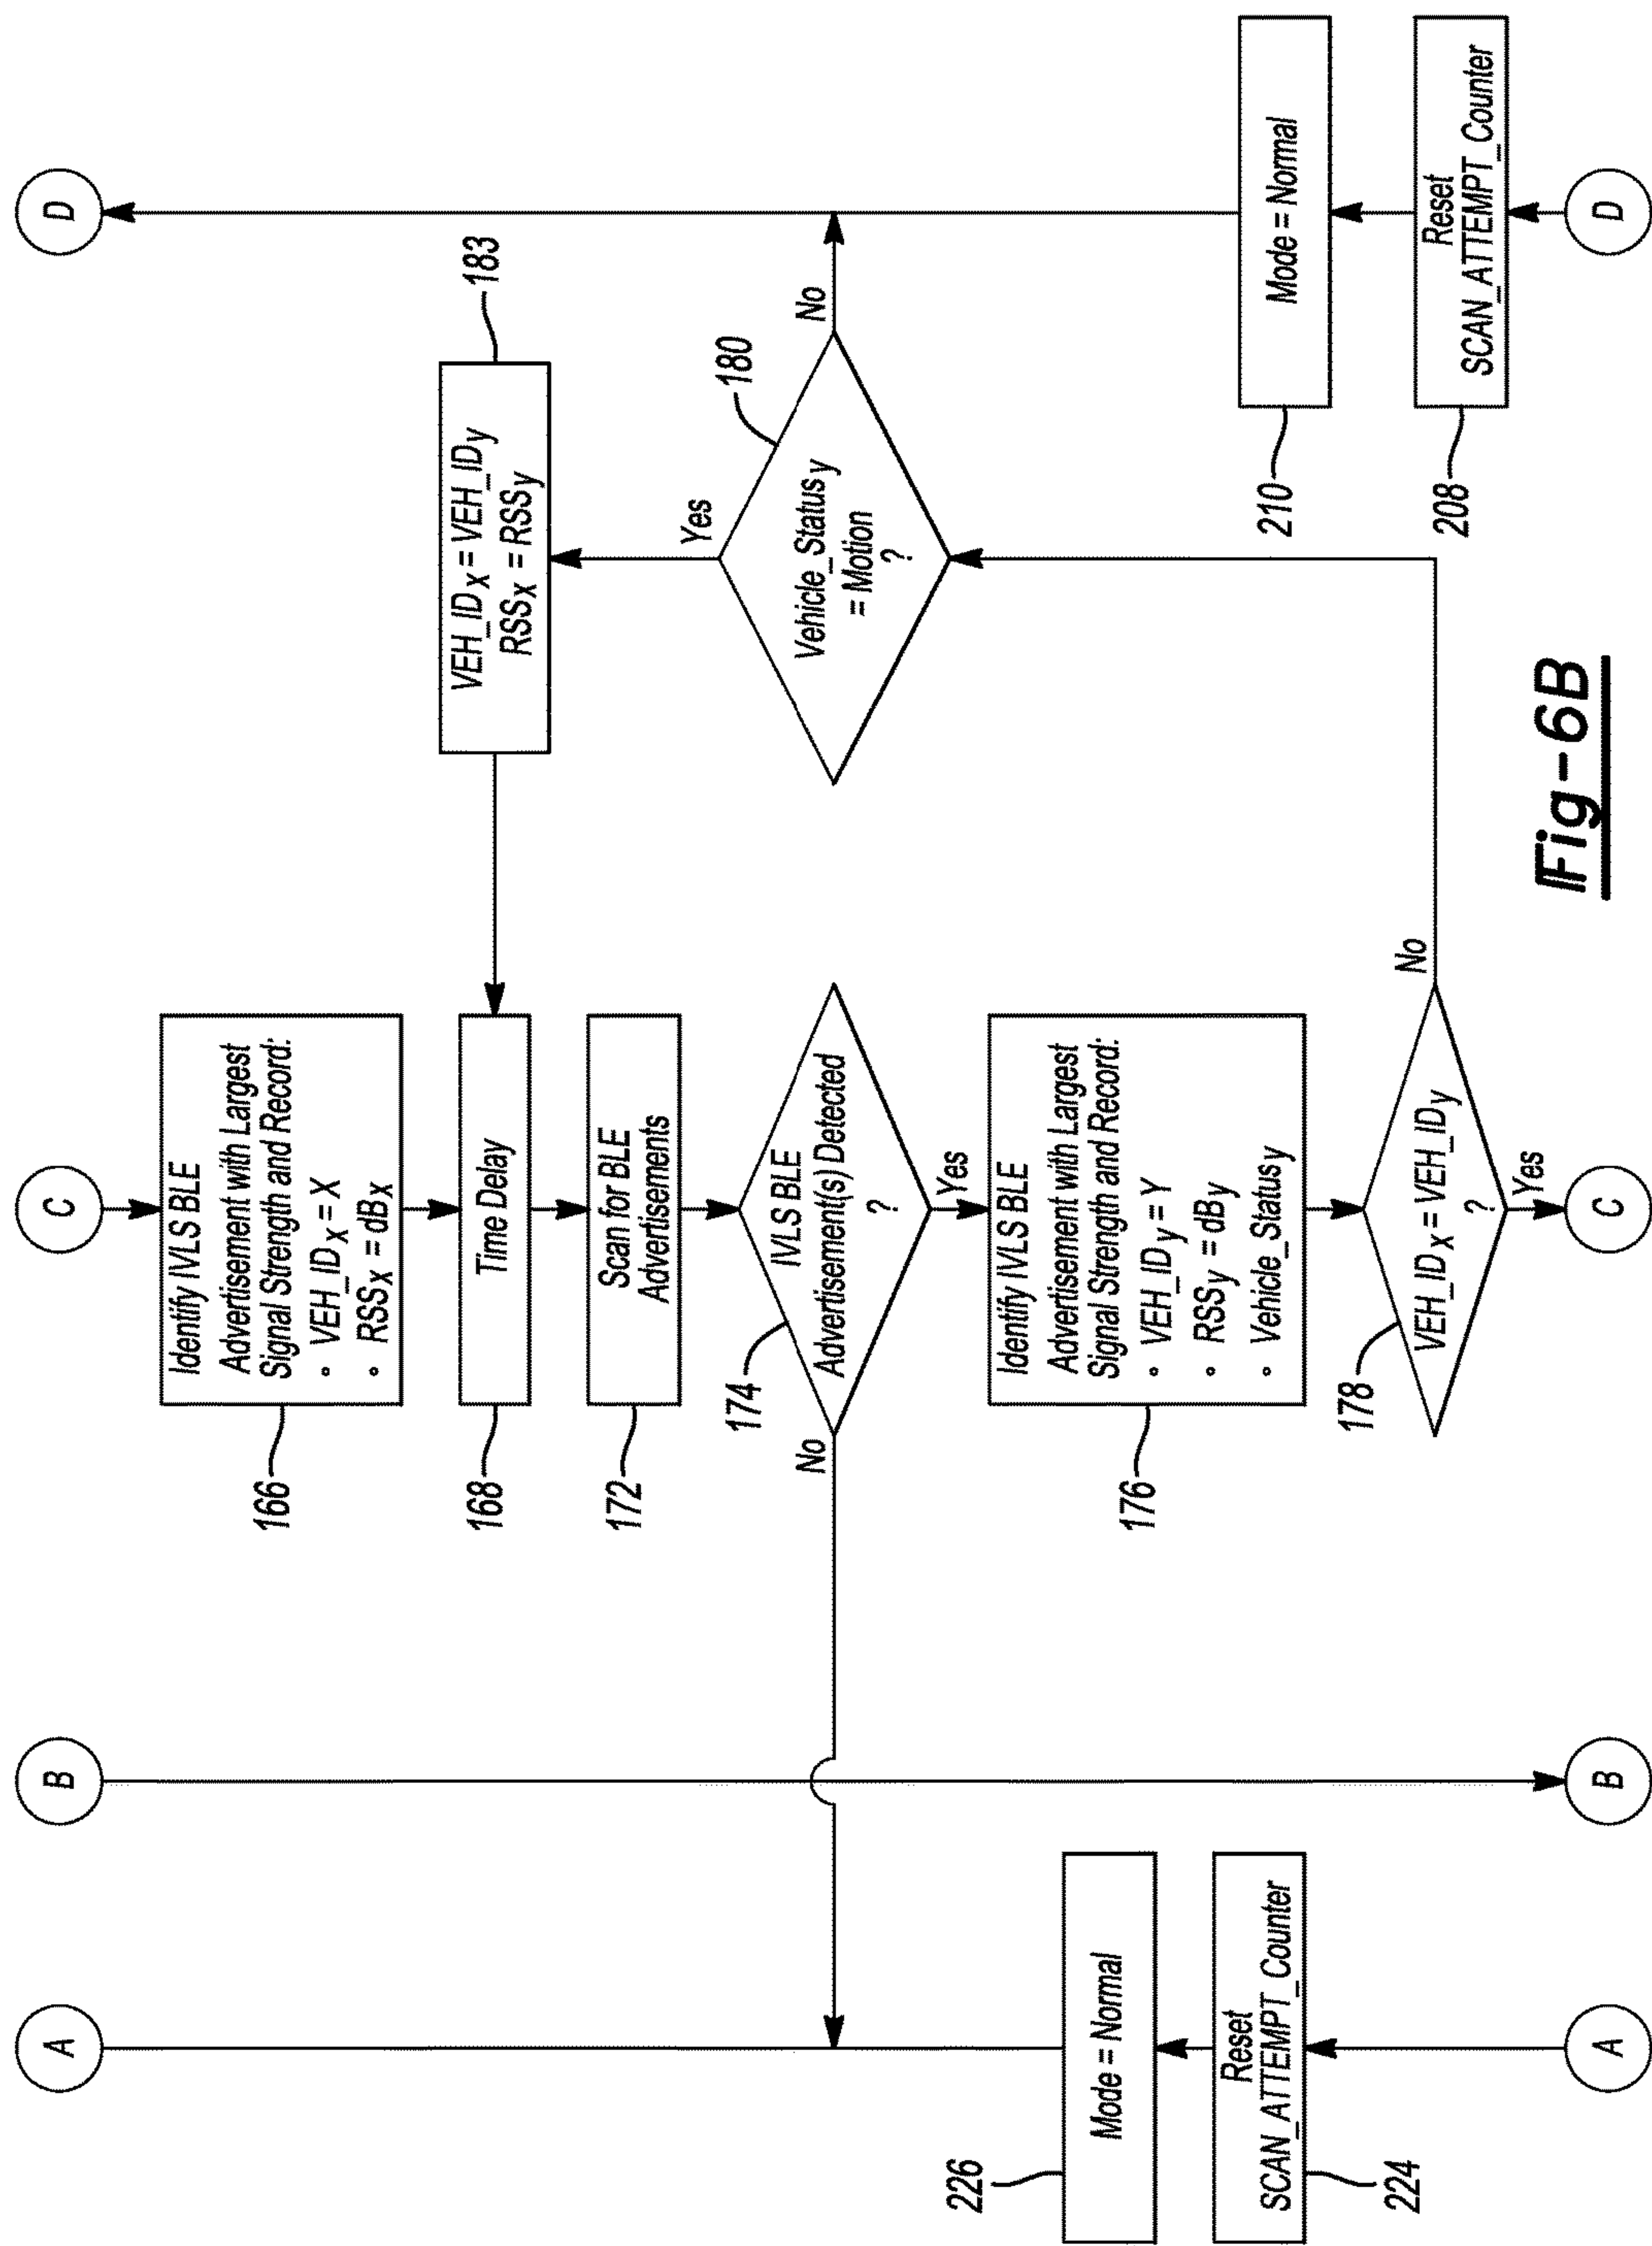 A
B
C
D
Identify IVLS BLE
Advertisement with Largest
Signal Strength and Record:
◦ VEH_IDx = X
◦ RSSx = dBx
166
VEH_IDx = VEH_IDy
RSSx = RSSy
183
Time Delay
168
Scan for BLE
Advertisements
172
IVLS BLE
Advertisement(s) Detected
?
174
No
Yes
Vehicle_Statusy
= Motion
?
180
Yes
No
Identify IVLS BLE
Advertisement with Largest
Signal Strength and Record:
◦ VEH_IDy = Y
◦ RSSy = dBy
◦ Vehicle_Statusy
176
VEH_IDx = VEH_IDy
?
178
No
Yes
Mode = Normal
226
Reset
SCAN_ATTEMPT_Counter
224
Mode = Normal
210
Reset
SCAN_ATTEMPT_Counter
208
A
B
C
D
Fig-6B